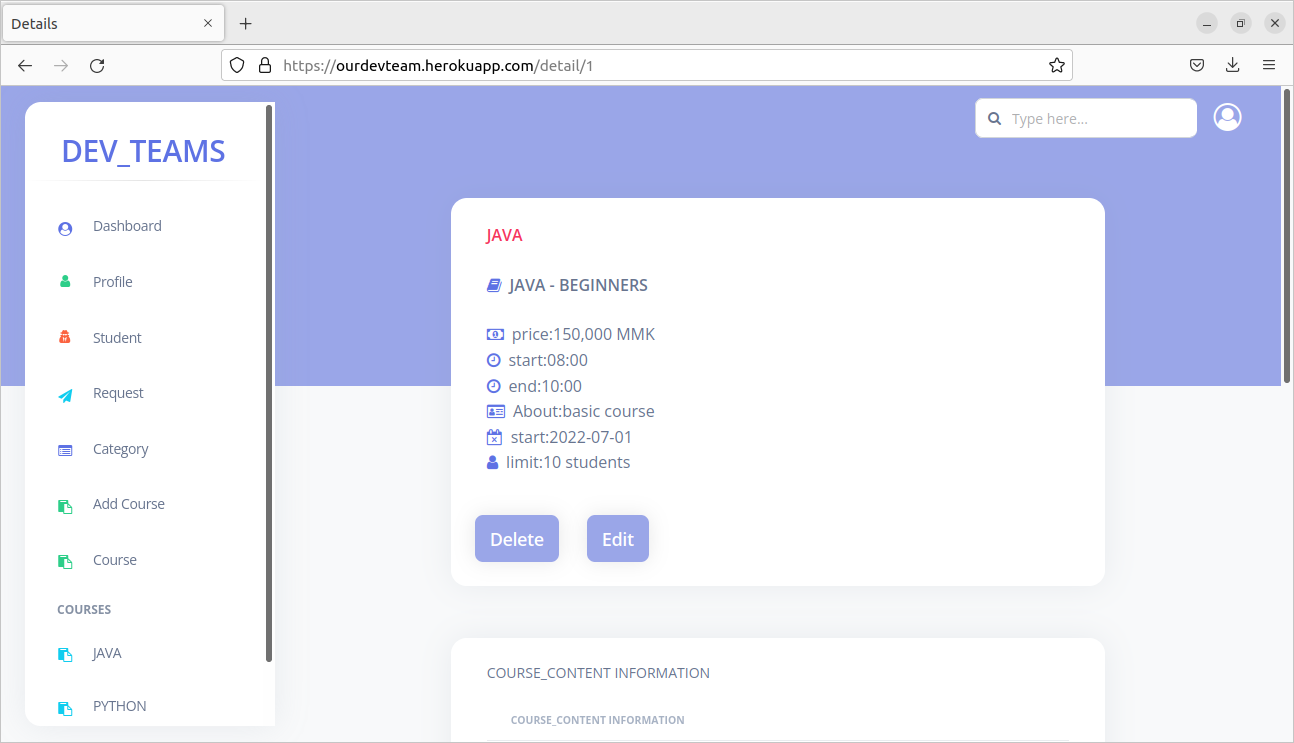 Details
https://ourdevteam.herokuapp.com/detail/1
Type here...
DEV_TEAMS
Dashboard
Profile
Student
Request
Category
Add Course
Course
COURSES
JAVA
PYTHON
JAVA
JAVA - BEGINNERS
price:150,000 MMK
start:08:00
end:10:00
About:basic course
start:2022-07-01
limit:10 students
Delete Edit
COURSE_CONTENT INFORMATION
COURSE_CONTENT INFORMATION